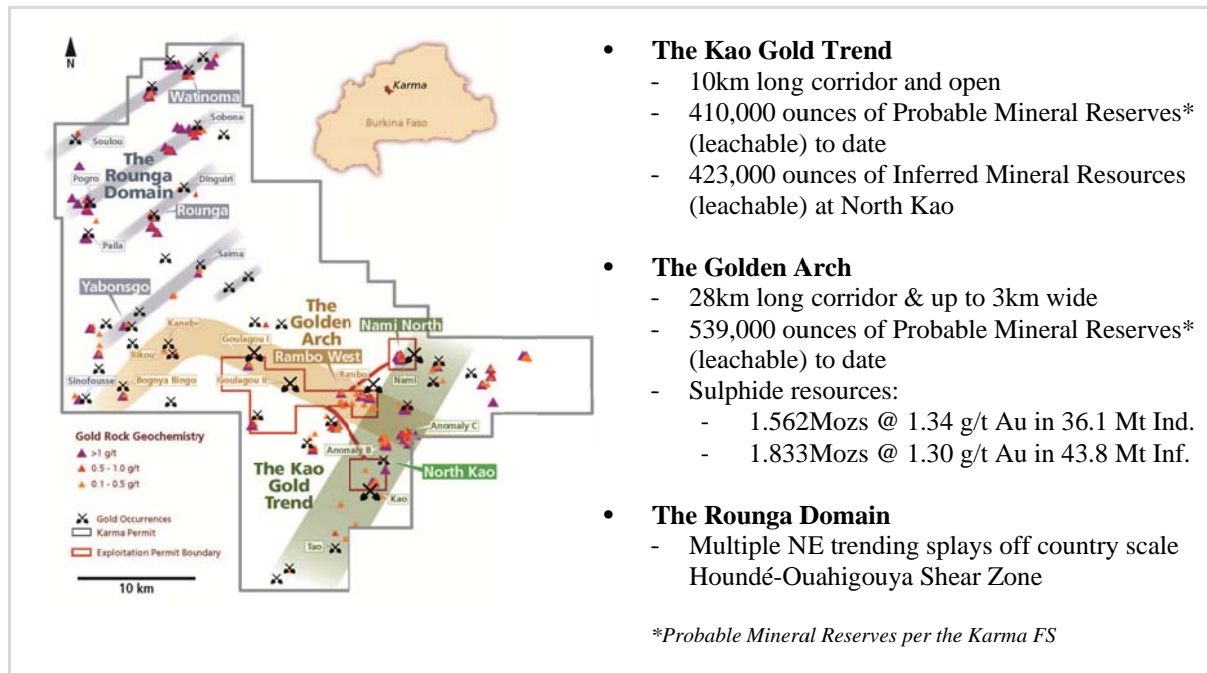 N
Karma
Burkina Faso
Watinoma
Sobona
Soulou
The
Rounga
Domain
Pogro
Dinguiri
Rounga
Palla
Saima
Yabonsgo
The
Golden
Arch
Kanebe
Goulagou I
Nami North
Rikou
Rambo West
Rambo
Nami
Sinofousse
Bogoya Bingo
Goulagou II
Anomaly C
Anomaly B
North Kao
The Kao
Gold
Trend
Kao
Tao
Gold Rock Geochemistry
>1 g/t
0.5 - 1.0 g/t
0.1 - 0.5 g/t
Gold Occurrences
Karma Permit
Exploitation Permit Boundary
10 km
• The Kao Gold Trend
- 10km long corridor and open
- 410,000 ounces of Probable Mineral Reserves*
(leachable) to date
- 423,000 ounces of Inferred Mineral Resources
(leachable) at North Kao
• The Golden Arch
- 28km long corridor & up to 3km wide
- 539,000 ounces of Probable Mineral Reserves*
(leachable) to date
- Sulphide resources:
- 1.562Mozs @ 1.34 g/t Au in 36.1 Mt Ind.
- 1.833Mozs @ 1.30 g/t Au in 43.8 Mt Inf.
• The Rounga Domain
- Multiple NE trending splays off country scale
Houndé-Ouahigouya Shear Zone
*Probable Mineral Reserves per the Karma FS